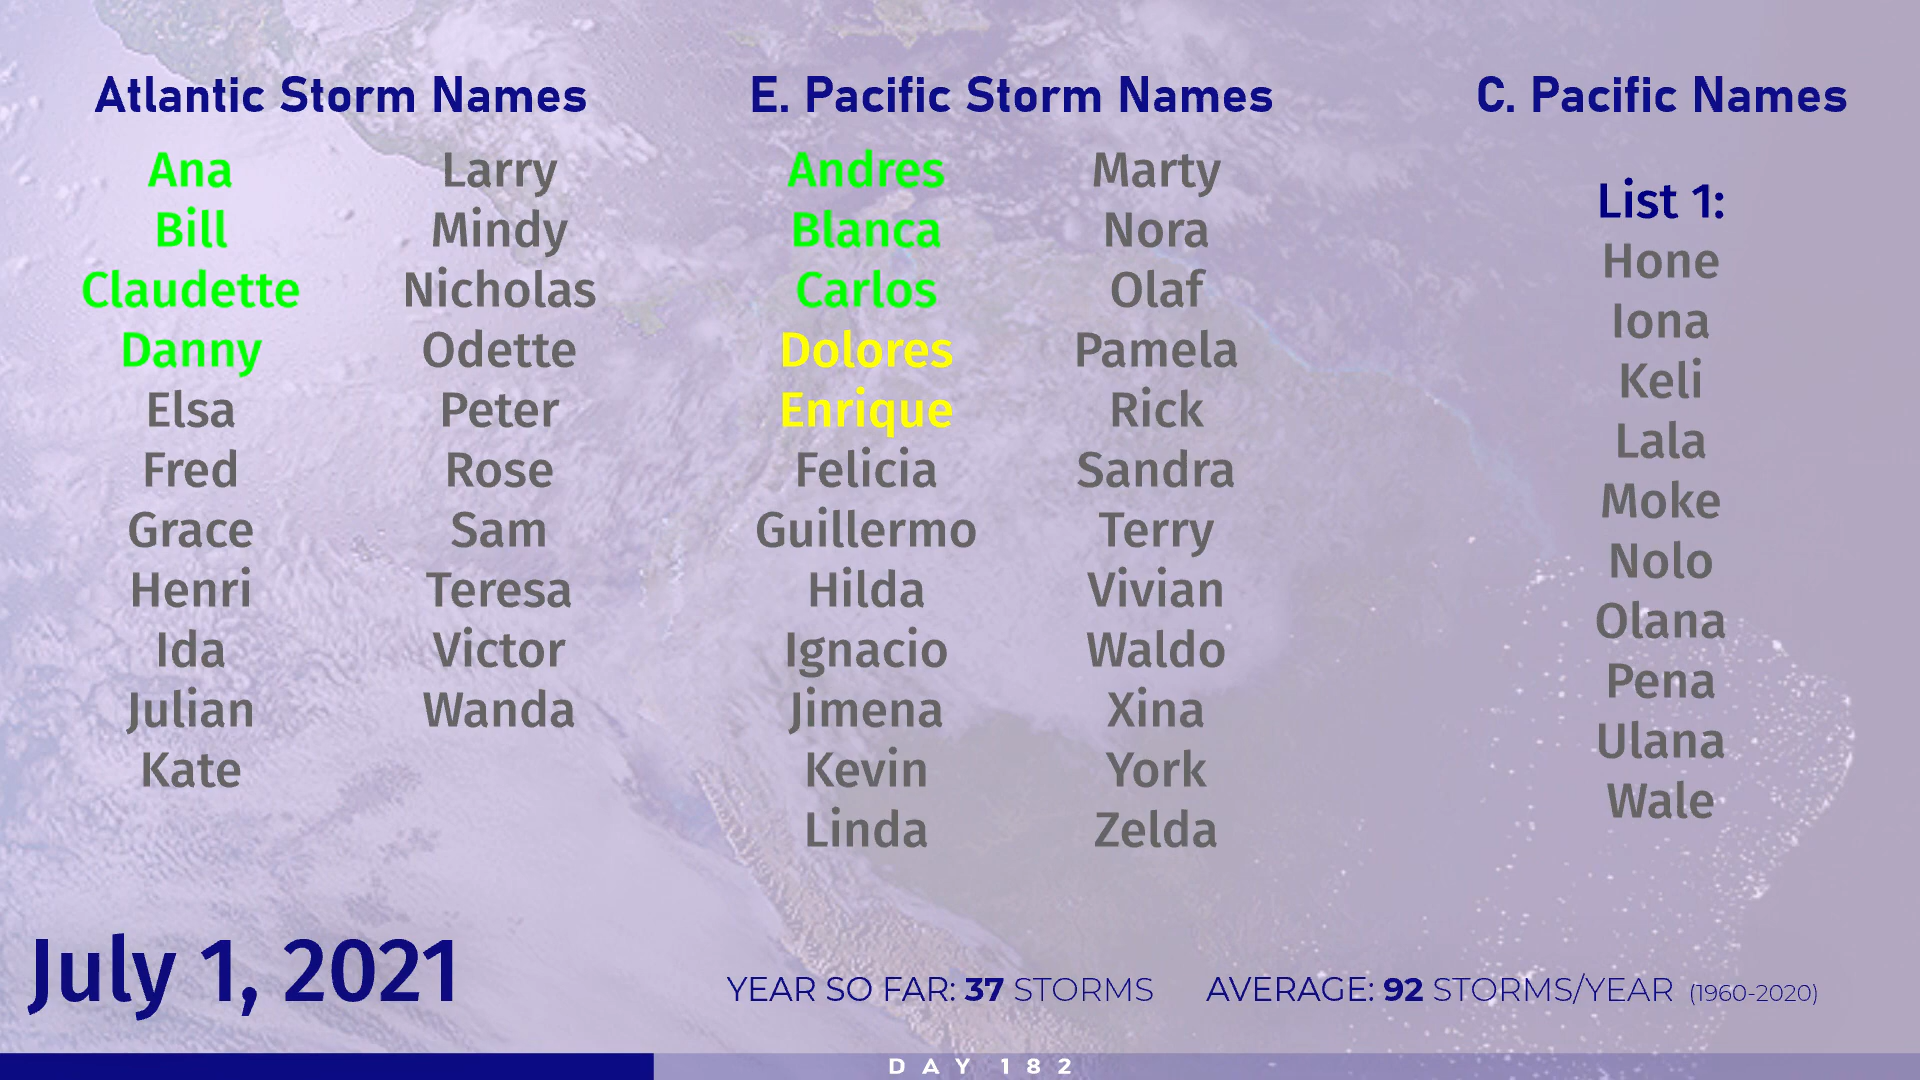 Atlantic Storm Names
Ana
Bill
Claudette
Danny
Elsa
Fred
Grace
Henri
Ida
Julian
Kate
Larry
Mindy
Nicholas
Odette
Peter
Rose
Sam
Teresa
Victor
Wanda
E. Pacific Storm Names
Andres
Blanca
Carlos
Dolores
Enrique
Felicia
Guillermo
Hilda
Ignacio
Jimena
Kevin
Linda
Marty
Nora
Olaf
Pamela
Rick
Sandra
Terry
Vivian
Waldo
Xina
York
Zelda
C. Pacific Names
List 1:
Hone
Iona
Keli
Lala
Moke
Nolo
Olana
Pena
Ulana
Wale
July 1, 2021
YEAR SO FAR: 37 STORMS
AVERAGE: 92 STORMS/YEAR (1960-2020)
DAY 182